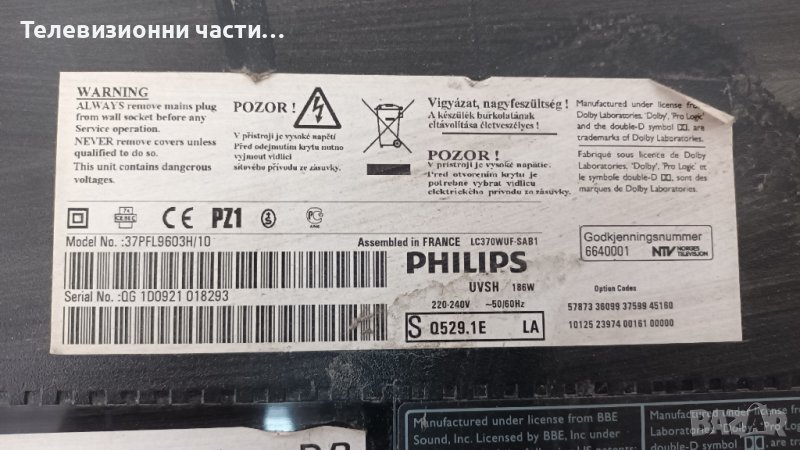 Телевизионни части…
WARNING
ALWAYS remove mains plug
from wall socket before any
Service operation.
NEVER remove covers unless
qualified to do so.
This unit contains dangerous
voltages.
POZOR !
V přístroji je vysoké napětí
Před odejmutím krytu nutno
vyjmout vidlici
síťového přívodu ze zásuvky.
Vigyázat, nagyfeszültség !
A készülék burkolatának
eltávolítása életveszélyes !
POZOR !
V pristroji je vysoké napätie.
Pred otvorením krytu je
potrebné vybrat vidlicu
elektrického prívodu zo zásuvky.
Manufactured under license from
Dolby Laboratories. 'Dolby', 'Pro Logic'
and the double-D symbol are
trademarks of Dolby Laboratories.
Fabriqué sous licence de Dolby
Laboratories. 'Dolby', 'Pro Logic' et
le symbole double-D sont des
marques de Dolby Laboratories.
CE PZ1
Model No. :37PFL9603H/10
Assembled in FRANCE LC370WUF-SAB1
PHILIPS
UVSH 186W
220-240V ~50/60Hz
S Q529.1E LA
Serial No. :QG 1D0921 018293
Godkjenningsnummer
6640001 NTV NORGES TELEVISJON
Option Codes
57873 36099 37599 45160
10125 23974 00161 00000
Manufactured under license from BBE
Sound, Inc. Licensed by BBE, Inc under
Manufactured under license from
Laboratories. 'Dolby', 'Pro Logic'
double-D symbol